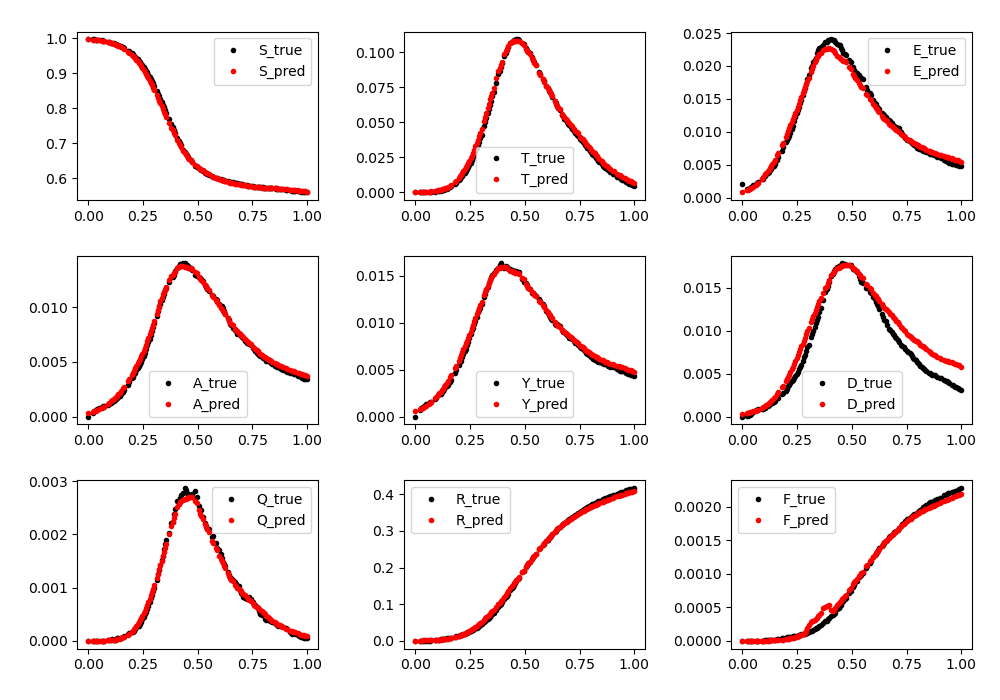 1.0
0.9
0.8
0.7
0.6
0.00 0.25 0.50 0.75 1.00
S_true
S_pred
0.100
0.075
0.050
0.025
0.000
0.00 0.25 0.50 0.75 1.00
T_true
T_pred
0.025
0.020
0.015
0.010
0.005
0.000
0.00 0.25 0.50 0.75 1.00
E_true
E_pred
0.010
0.005
0.000
0.00 0.25 0.50 0.75 1.00
A_true
A_pred
0.015
0.010
0.005
0.000
0.00 0.25 0.50 0.75 1.00
Y_true
Y_pred
0.015
0.010
0.005
0.000
0.00 0.25 0.50 0.75 1.00
D_true
D_pred
0.003
0.002
0.001
0.000
0.00 0.25 0.50 0.75 1.00
Q_true
Q_pred
0.4
0.3
0.2
0.1
0.0
0.00 0.25 0.50 0.75 1.00
R_true
R_pred
0.0020
0.0015
0.0010
0.0005
0.0000
0.00 0.25 0.50 0.75 1.00
F_true
F_pred